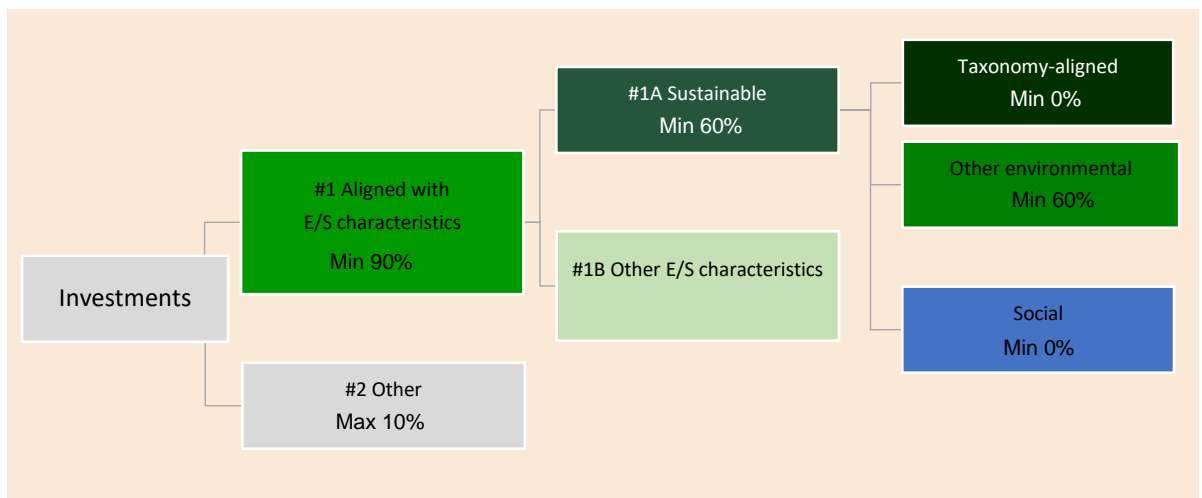 Investments
#1 Aligned with
E/S characteristics
Min 90%
#2 Other
Max 10%
#1A Sustainable
Min 60%
#1B Other E/S characteristics
Taxonomy-aligned
Min 0%
Other environmental
Min 60%
Social
Min 0%